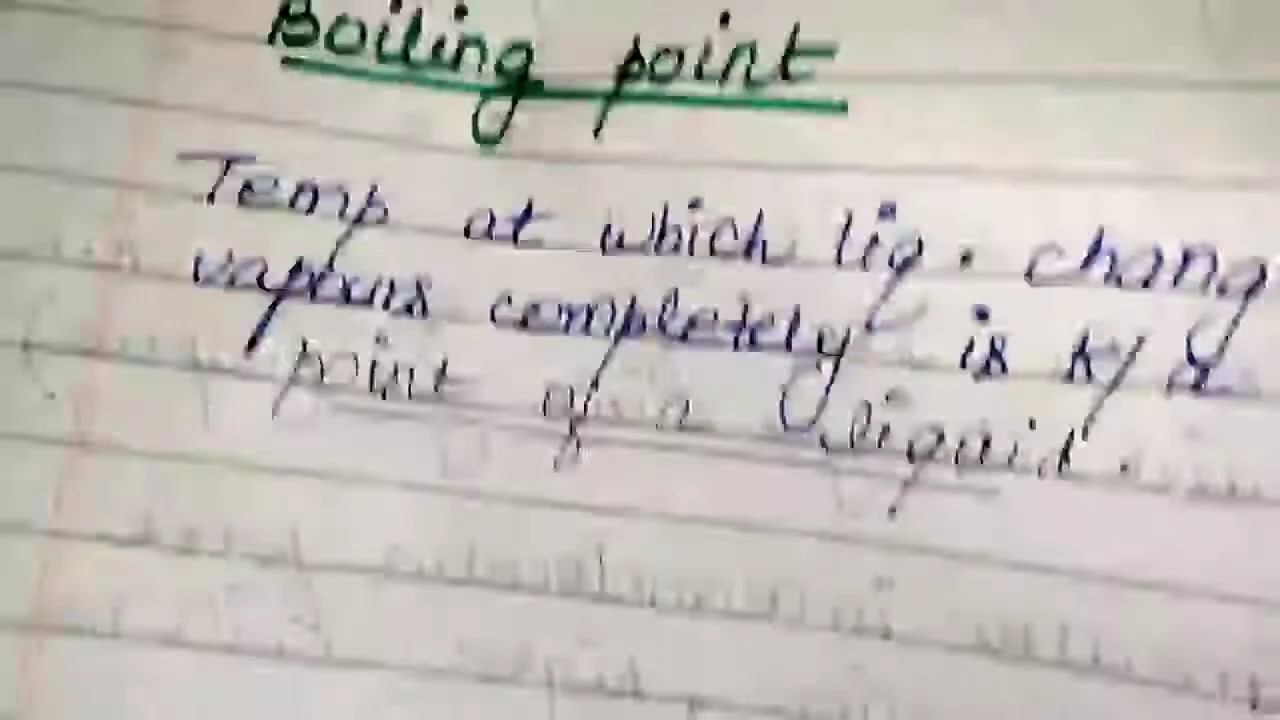 Boiling point
Temp at which liq. chang
vapours completely is k/
point of a liquid.